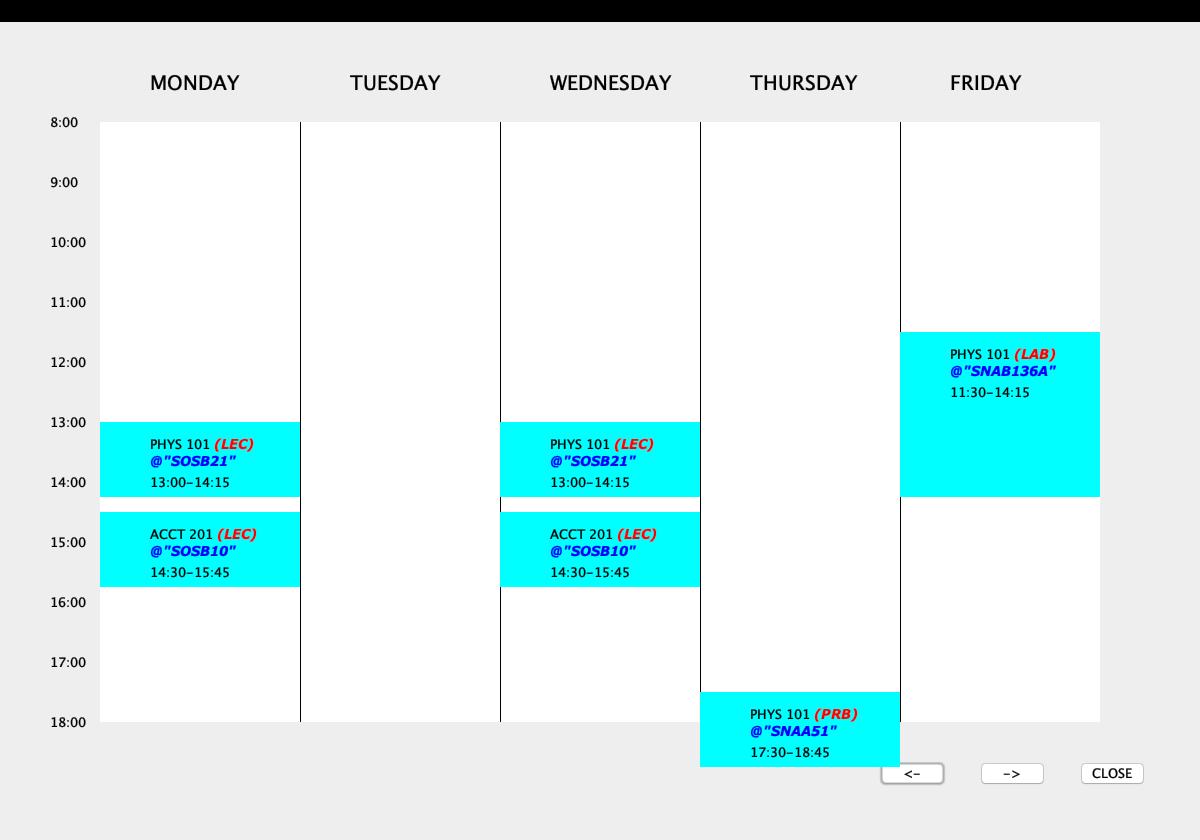 MONDAY TUESDAY WEDNESDAY THURSDAY FRIDAY
8:00
9:00
10:00
11:00
12:00
PHYS 101 (LAB)
@"SNAB136A"
11:30-14:15
13:00
PHYS 101 (LEC)
@"SOSB21"
13:00-14:15
PHYS 101 (LEC)
@"SOSB21"
13:00-14:15
14:00
ACCT 201 (LEC)
@"SOSB10"
14:30-15:45
ACCT 201 (LEC)
@"SOSB10"
14:30-15:45
15:00
16:00
17:00
18:00
PHYS 101 (PRB)
@"SNAA51"
17:30-18:45
<- -> CLOSE